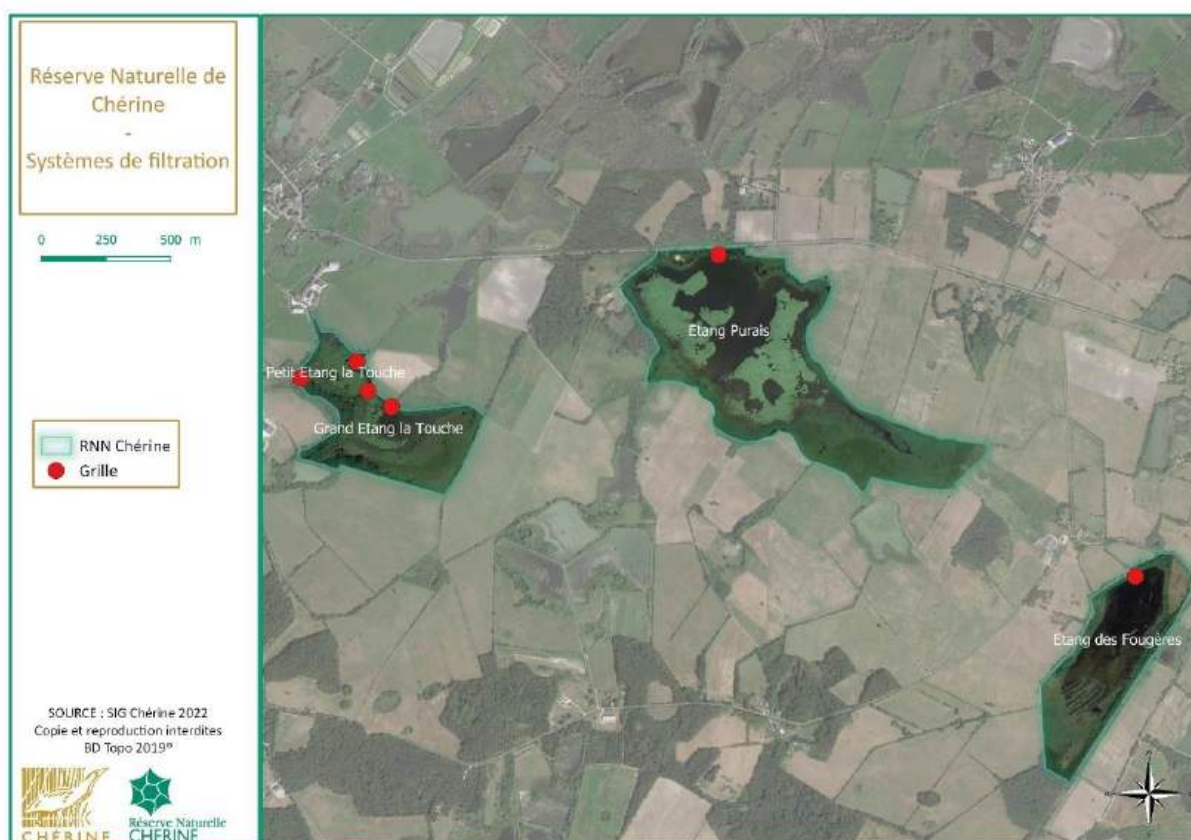 Réserve Naturelle de
Chérine
-
Systèmes de filtration
0 250 500 m
RNN Chérine
Grille
SOURCE : SIG Chérine 2022
Copie et reproduction interdites
BD Topo 2019®
CHÉRINE
Réserve Naturelle
CHÉRINE
Etang Purais
Petit Etang la Touche
Grand Etang la Touche
Etang des Fougères